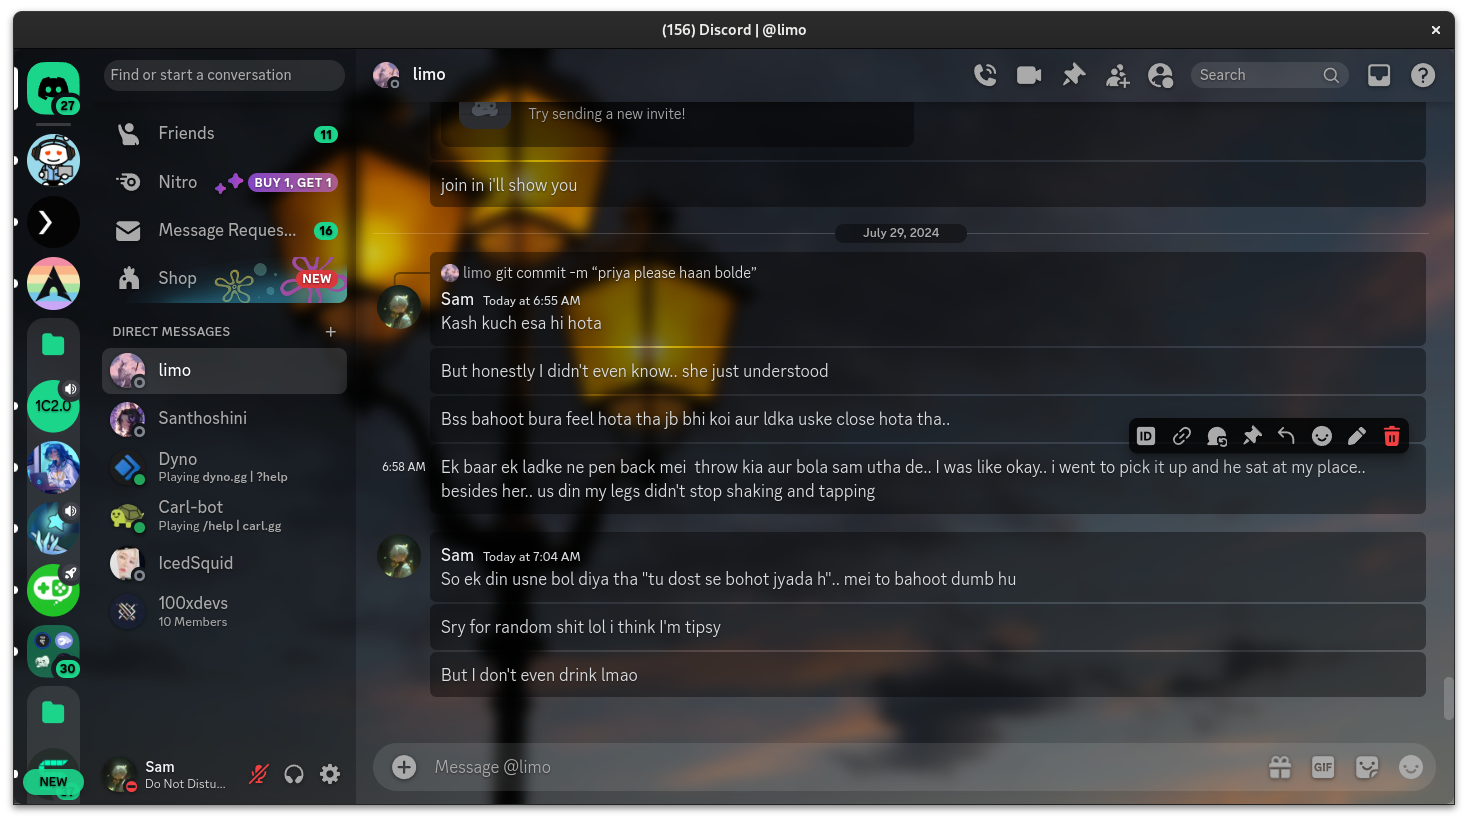 (156) Discord | @limo
Find or start a conversation
limo
Search
27
Friends
11
Nitro
BUY 1, GET 1
Message Reques...
16
Shop
NEW
DIRECT MESSAGES
limo
Santhoshini
Dyno
Playing dyno.gg | ?help
Carl-bot
Playing /help | carl.gg
IcedSquid
100xdevs
10 Members
1C2.0
30
NEW
Sam
Do Not Distu...
Try sending a new invite!
join in i'll show you
July 29, 2024
limo git commit -m “priya please haan bolde”
Sam Today at 6:55 AM
Kash kuch esa hi hota
But honestly I didn't even know.. she just understood
Bss bahoot bura feel hota tha jb bhi koi aur ldka uske close hota tha..
ID
6:58 AM Ek baar ek ladke ne pen back mei  throw kia aur bola sam utha de.. I was like okay.. i went to pick it up and he sat at my place..
besides her.. us din my legs didn't stop shaking and tapping
Sam Today at 7:04 AM
So ek din usne bol diya tha "tu dost se bohot jyada h".. mei to bahoot dumb hu
Sry for random shit lol i think I'm tipsy
But I don't even drink lmao
Message @limo
GIF